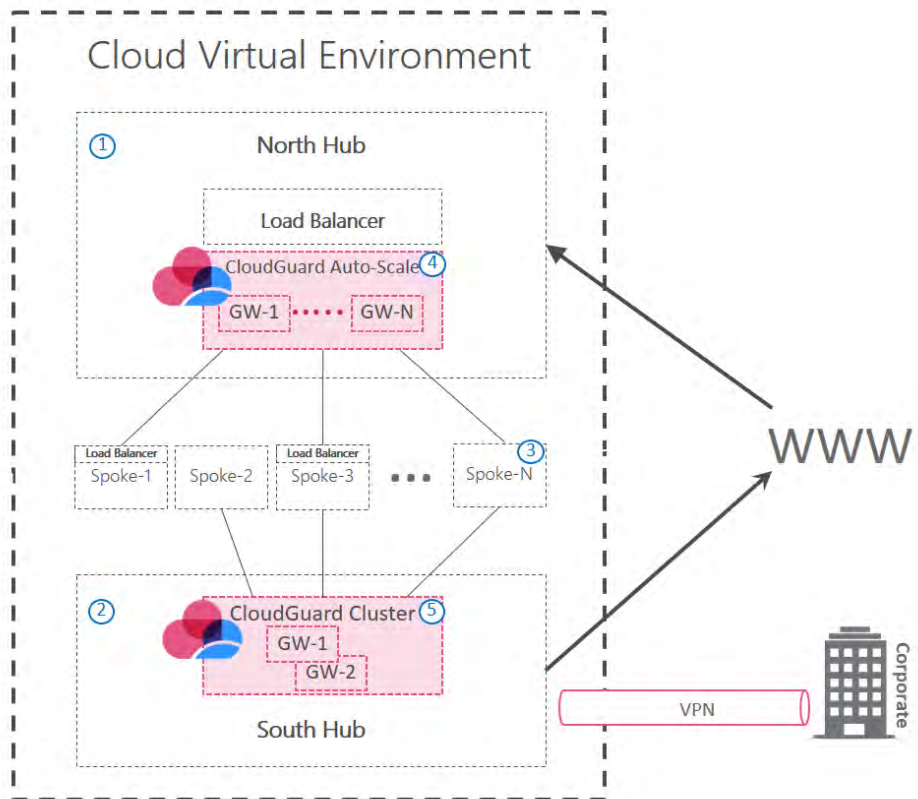 Cloud Virtual Environment
1
North Hub
Load Balancer
CloudGuard Auto-Scale
4
GW-1
GW-N
Load Balancer
Spoke-1
Spoke-2
Load Balancer
Spoke-3
3
Spoke-N
WWW
2
CloudGuard Cluster
5
GW-1
GW-2
South Hub
VPN
Corporate